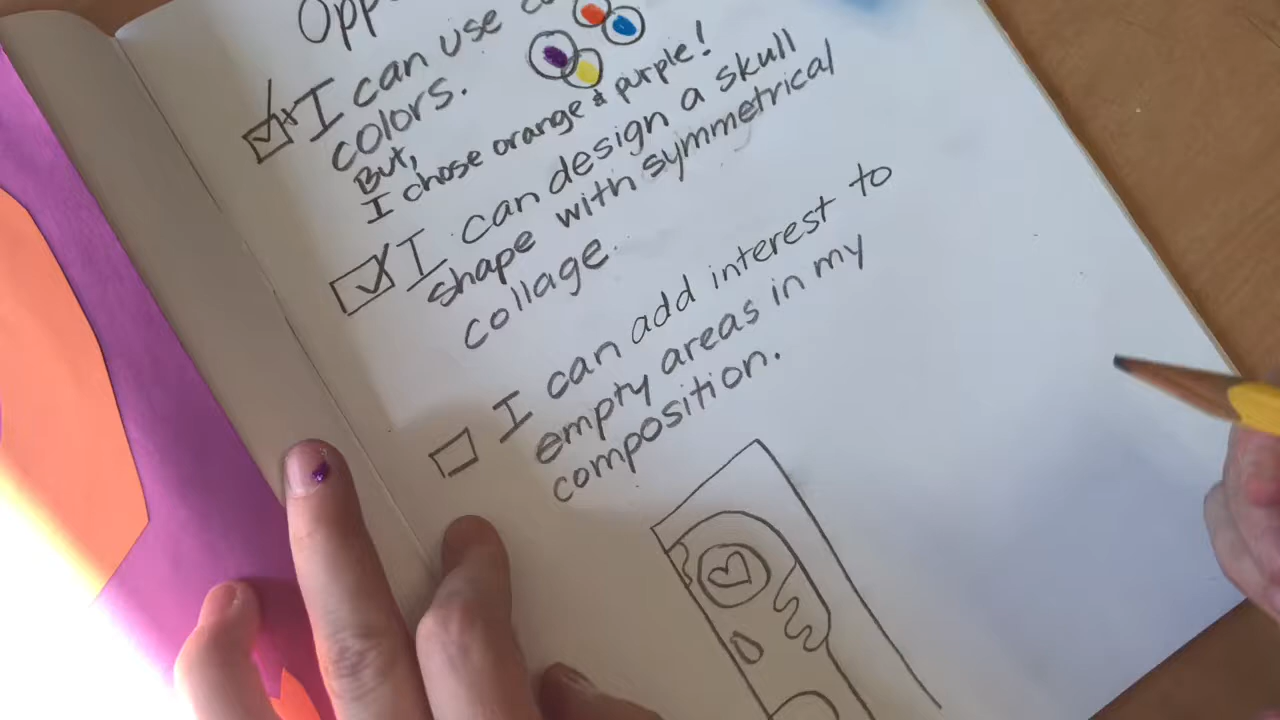 Oppo
I can use co
colors.
But,
I chose orange & purple!
I can design a skull
shape with symmetrical
collage.
I can add interest to
empty areas in my
composition.